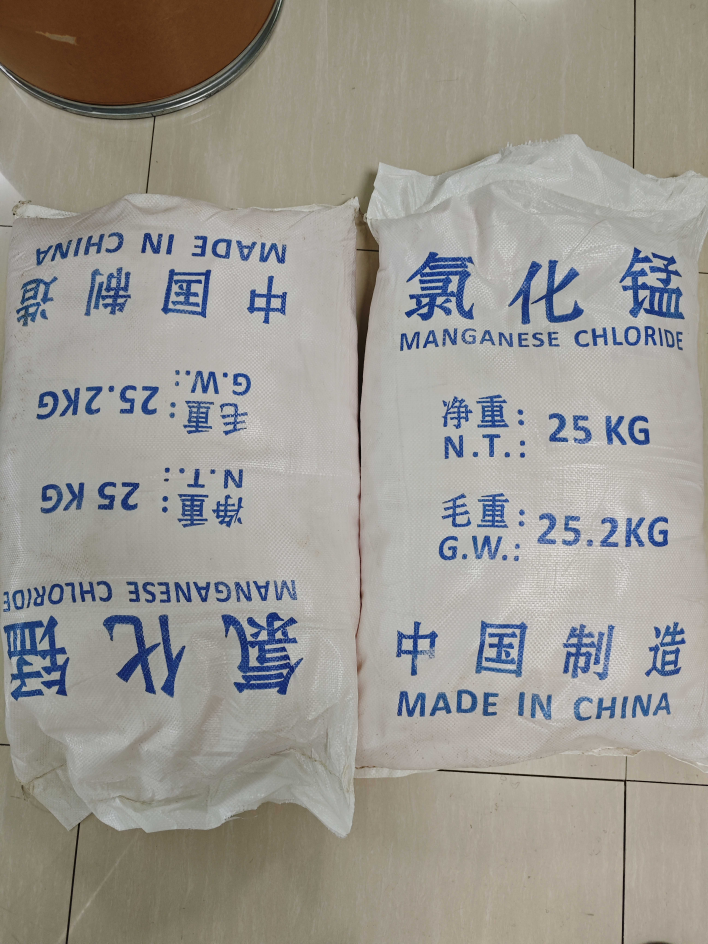 氯化锰
MANGANESE CHLORIDE
净重: 25 KG
N.T.:
毛重: 25.2KG
G.W.:
中国制造
MADE IN CHINA
氯化锰
MANGANESE CHLORIDE
净重: 25 KG
N.T.:
毛重: 25.2KG
G.W.:
中国制造
MADE IN CHINA